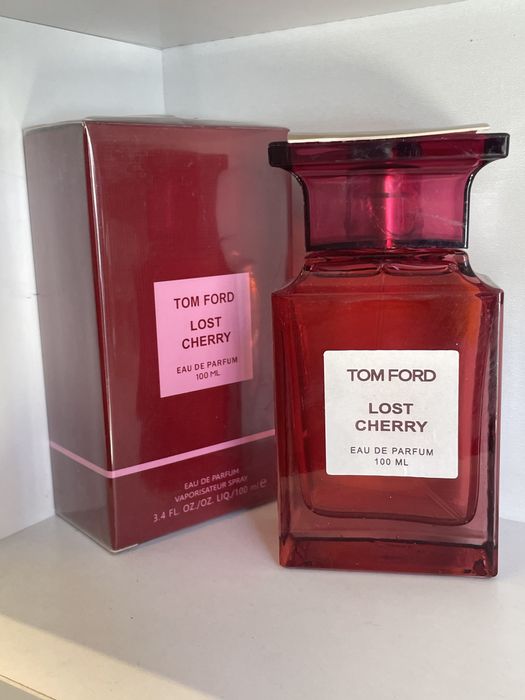 TOM FORD
LOST
CHERRY
EAU DE PARFUM
100 ML
EAU DE PARFUM
VAPORISATEUR SPRAY
3.4 FL. OZ./OZ. LIQ./100 ml ℮
TOM FORD
LOST
CHERRY
EAU DE PARFUM
100 ML